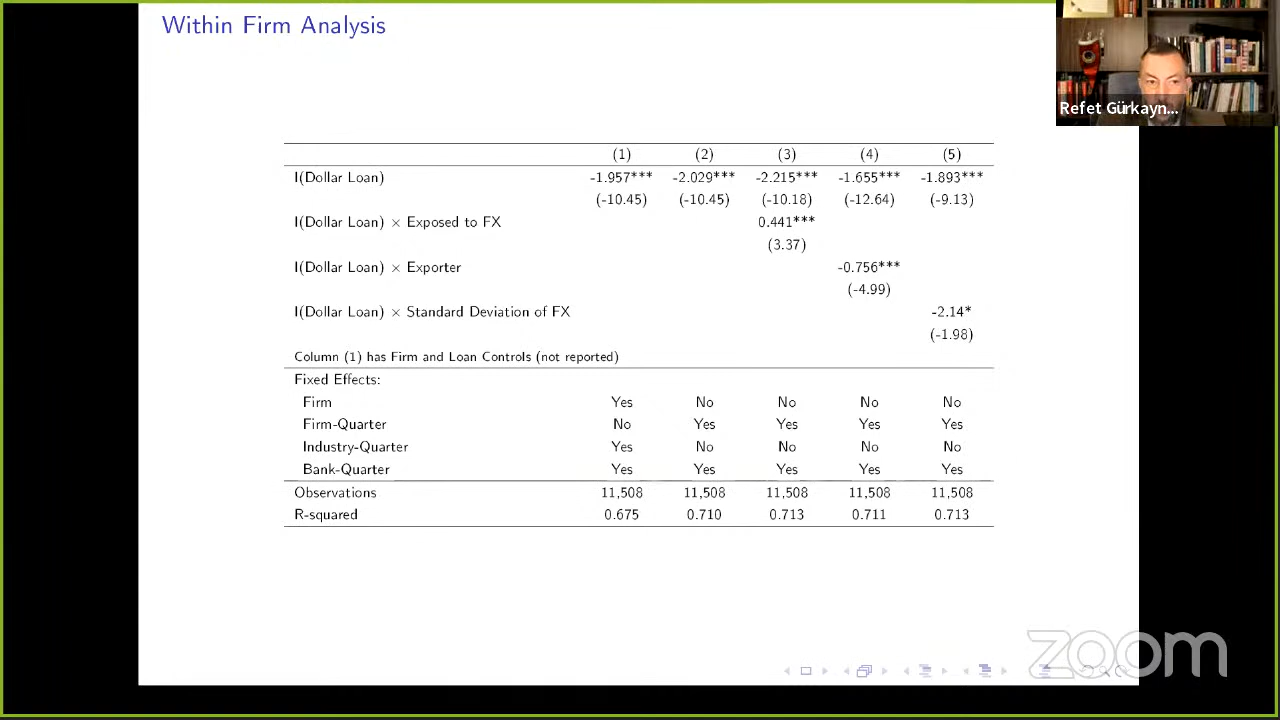 Within Firm Analysis
Refet Gürkayn...
(1) (2) (3) (4) (5)
I(Dollar Loan) -1.957*** -2.029*** -2.215*** -1.655*** -1.893***
(-10.45) (-10.45) (-10.18) (-12.64) (-9.13)
I(Dollar Loan) × Exposed to FX 0.441***
(3.37)
I(Dollar Loan) × Exporter -0.756***
(-4.99)
I(Dollar Loan) × Standard Deviation of FX -2.14*
(-1.98)
Column (1) has Firm and Loan Controls (not reported)
Fixed Effects:
Firm Yes No No No No
Firm-Quarter No Yes Yes Yes Yes
Industry-Quarter Yes No No No No
Bank-Quarter Yes Yes Yes Yes Yes
Observations 11,508 11,508 11,508 11,508 11,508
R-squared 0.675 0.710 0.713 0.711 0.713
zoom